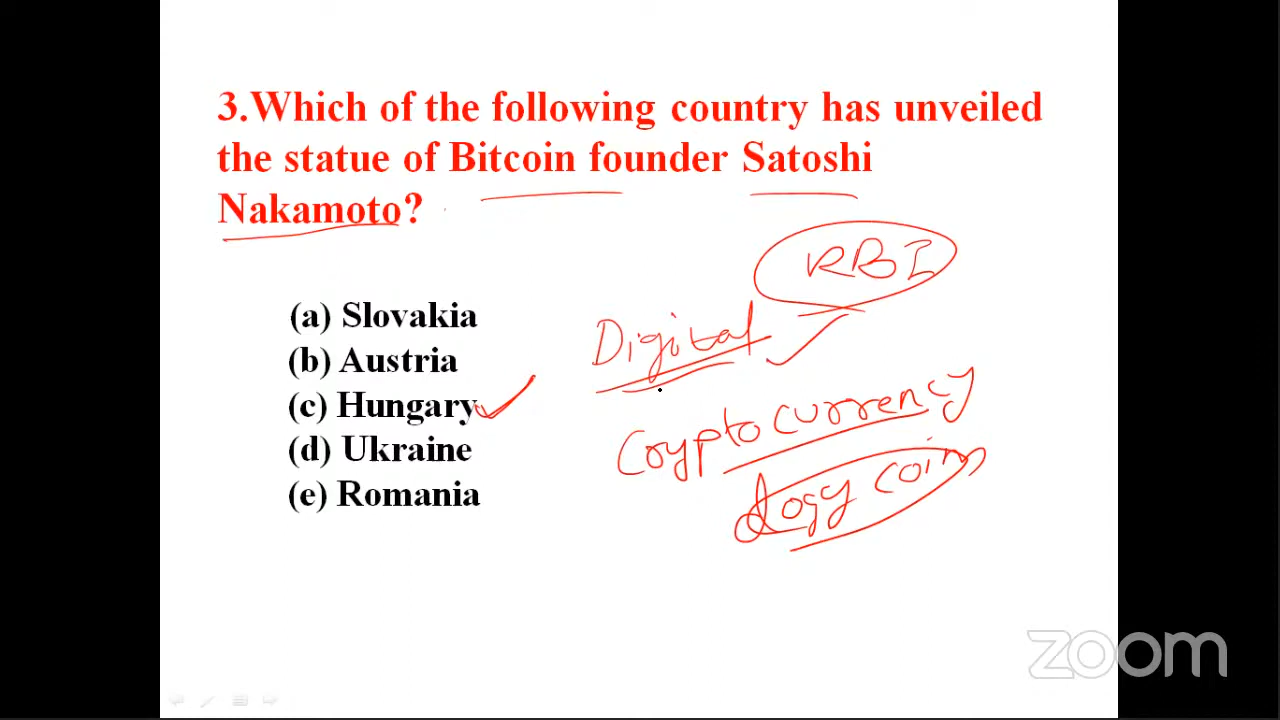 3.Which of the following country has unveiled
the statue of Bitcoin founder Satoshi
Nakamoto?
RBI
(a) Slovakia
Digital
(b) Austria
(c) Hungary
Cryptocurrency
(d) Ukraine
(e) Romania
dogy coin
zoom